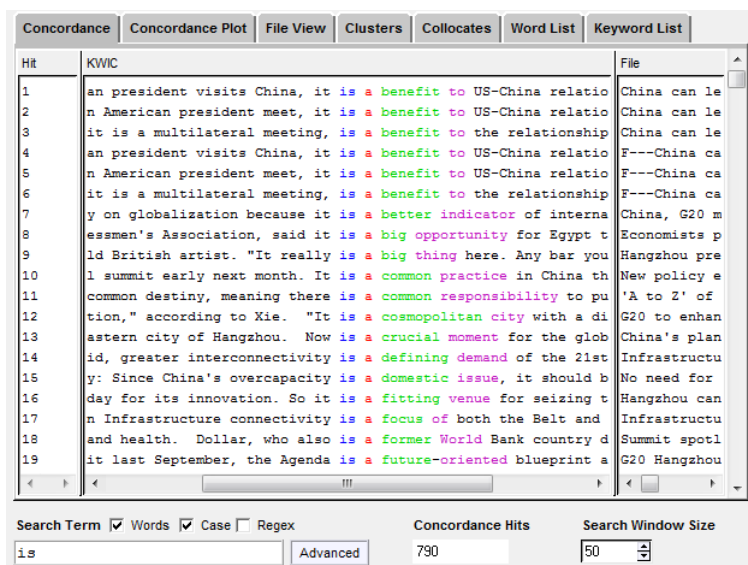 Concordance Concordance Plot File View Clusters Collocates Word List Keyword List
Hit KWIC File
1 an president visits China, it is a benefit to US-China relatio China can le
2 n American president meet, it is a benefit to US-China relatio China can le
3 it is a multilateral meeting, is a benefit to the relationship China can le
4 an president visits China, it is a benefit to US-China relatio F---China ca
5 n American president meet, it is a benefit to US-China relatio F---China ca
6 it is a multilateral meeting, is a benefit to the relationship F---China ca
7 y on globalization because it is a better indicator of interna China, G20 m
8 essmen's Association, said it is a big opportunity for Egypt t Economists p
9 ld British artist. "It really is a big thing here. Any bar you Hangzhou pre
10 l summit early next month. It is a common practice in China th New policy e
11 common destiny, meaning there is a common responsibility to pu 'A to Z' of
12 tion," according to Xie. "It is a cosmopolitan city with a di G20 to enhan
13 astern city of Hangzhou. Now is a crucial moment for the glob China's plan
14 id, greater interconnectivity is a defining demand of the 21st Infrastructu
15 y: Since China's overcapacity is a domestic issue, it should b No need for
16 day for its innovation. So it is a fitting venue for seizing t Hangzhou can
17 n Infrastructure connectivity is a focus of both the Belt and Infrastructu
18 and health. Dollar, who also is a former World Bank country d Summit spotl
19 it last September, the Agenda is a future-oriented blueprint a G20 Hangzhou
Search Term Words Case Regex Concordance Hits Search Window Size
is Advanced 790 50